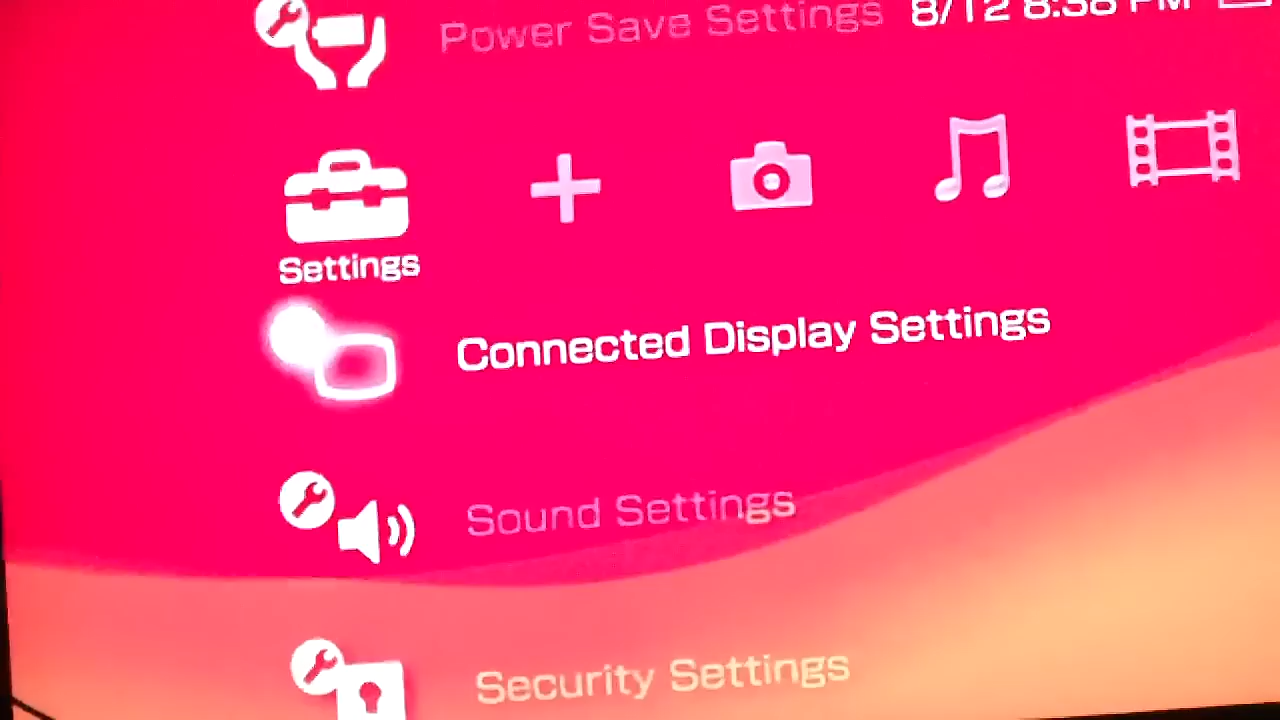 Power Save Settings 8/12 8:38 PM
Settings
Connected Display Settings
Sound Settings
Security Settings